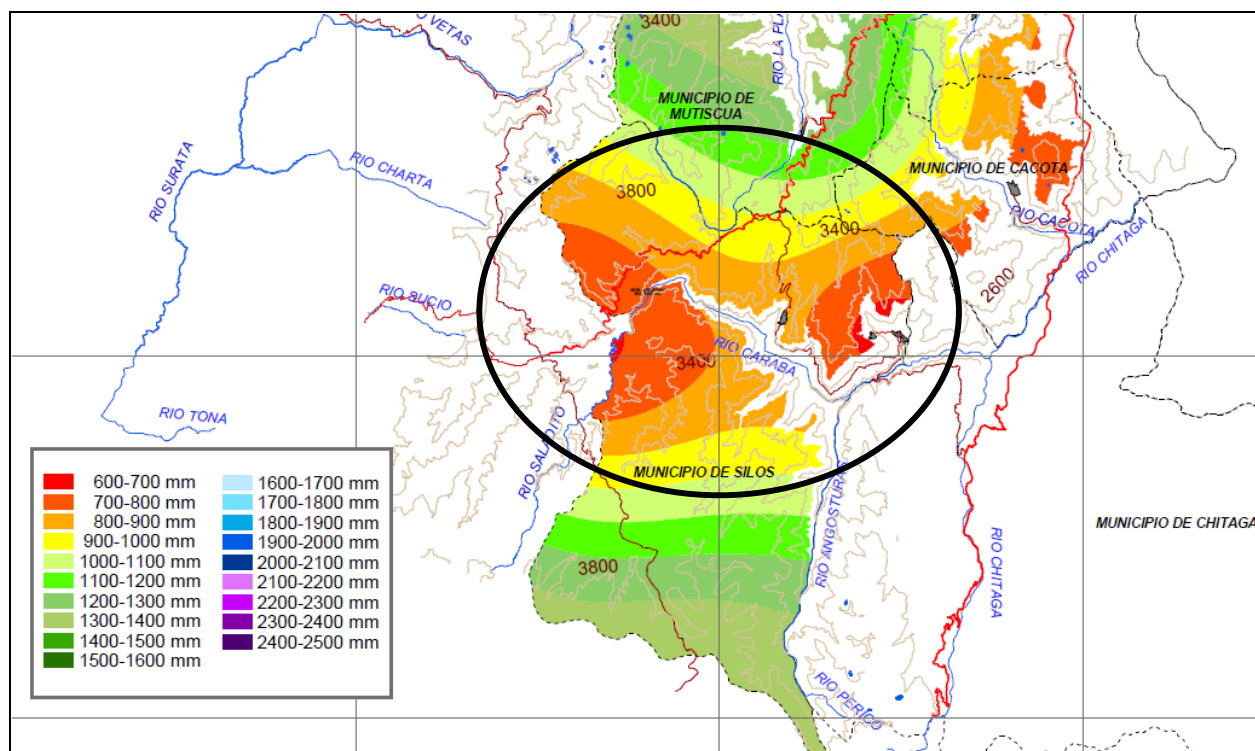 3400
RIO VETAS
RIO LA PLA
MUNICIPIO DE
MUTISCUA
RIO CHARTA
RIO SURATA
3800
MUNICIPIO DE CACOTA
RIO CACOTA
3400
RIO CHITAGA
2600
RIO SUCIO
RIO CARABA
3400
RIO TONA
RIO SALADITO
MUNICIPIO DE SILOS
RIO ANGOSTURAS
MUNICIPIO DE CHITAGA
3800
RIO CHITAGA
RIO PERICO
600-700 mm
700-800 mm
800-900 mm
900-1000 mm
1000-1100 mm
1100-1200 mm
1200-1300 mm
1300-1400 mm
1400-1500 mm
1500-1600 mm
1600-1700 mm
1700-1800 mm
1800-1900 mm
1900-2000 mm
2000-2100 mm
2100-2200 mm
2200-2300 mm
2300-2400 mm
2400-2500 mm